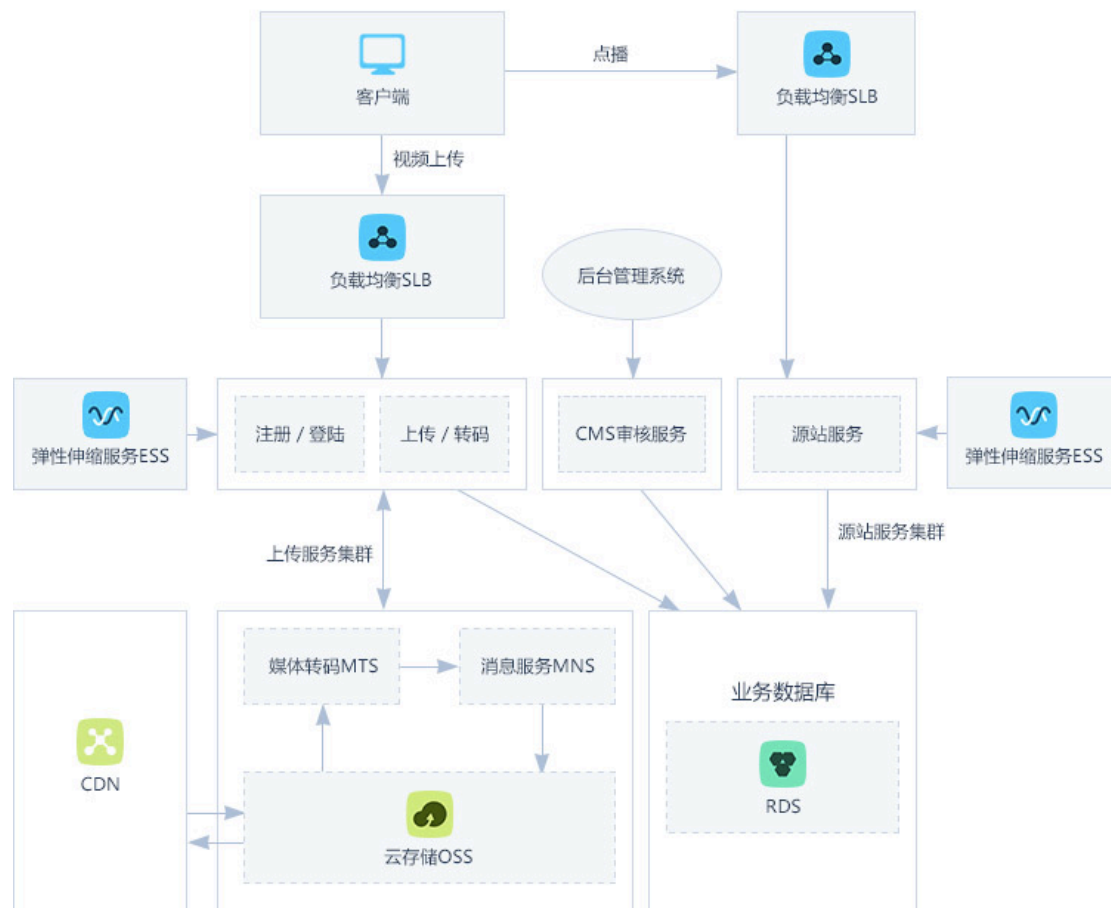 点播
客户端
负载均衡SLB
视频上传
负载均衡SLB
后台管理系统
弹性伸缩服务ESS
注册 / 登陆
上传 / 转码
CMS审核服务
源站服务
弹性伸缩服务ESS
上传服务集群
源站服务集群
媒体转码MTS
消息服务MNS
业务数据库
CDN
RDS
云存储OSS